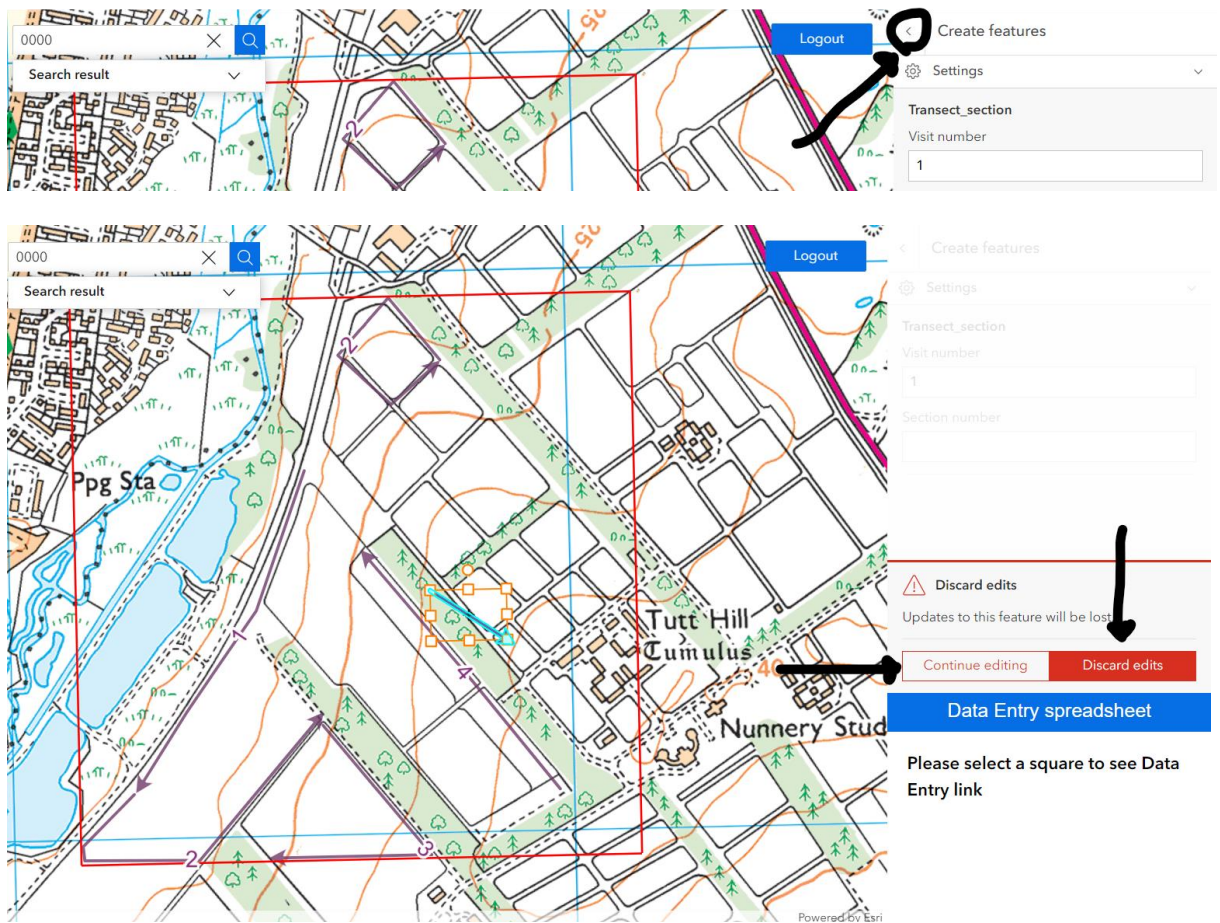 0000
Search result
Logout
Create features
Settings
Transect_section
Visit number
1
2
0000
Search result
Logout
Create features
Settings
Transect_section
Visit number
1
Section number
2
Ppg Sta
1
4
Tutt Hill
Tumulus
40
Nunnery Stud
2
3
Discard edits
Updates to this feature will be lost
Continue editing
Discard edits
Data Entry spreadsheet
Please select a square to see Data
Entry link
Powered by Esri